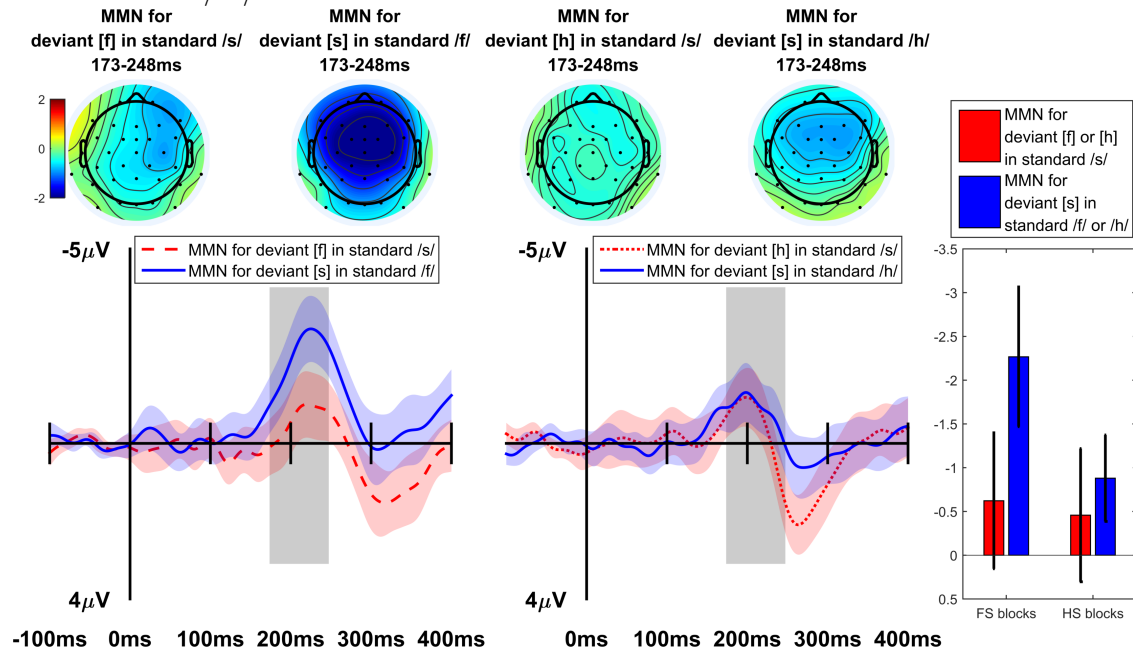 / /
MMN for
deviant [f] in standard /s/
173-248ms
MMN for
deviant [s] in standard /f/
173-248ms
MMN for
deviant [h] in standard /s/
173-248ms
MMN for
deviant [s] in standard /h/
173-248ms
2
0
-2
MMN for
deviant [f] or [h]
in standard /s/
MMN for
deviant [s] in
standard /f/ or /h/
-5μV
MMN for deviant [f] in standard /s/
MMN for deviant [s] in standard /f/
4μV
-100ms 0ms 100ms 200ms 300ms 400ms
-5μV
MMN for deviant [h] in standard /s/
MMN for deviant [s] in standard /h/
4μV
0ms 100ms 200ms 300ms 400ms
-3.5
-3
-2.5
-2
-1.5
-1
-0.5
0
0.5
FS blocks HS blocks